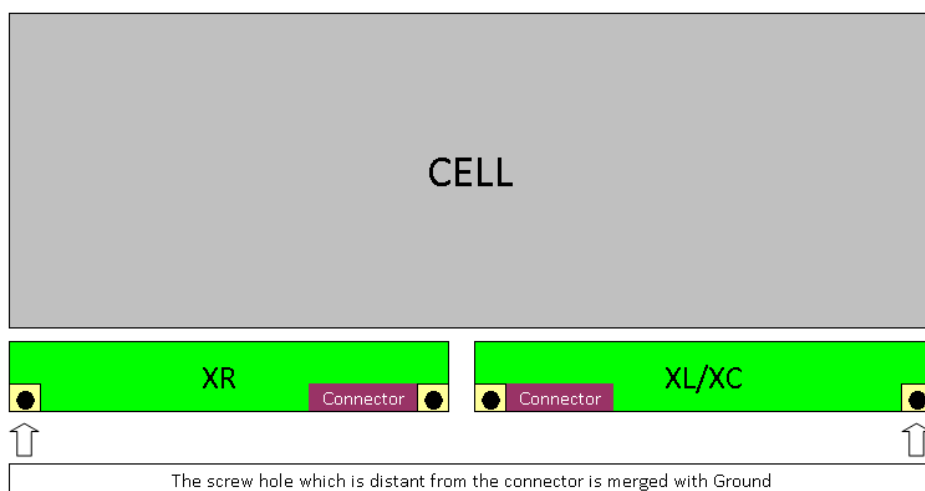 CELL
XR
XL/XC
Connector
Connector
The screw hole which is distant from the connector is merged with Ground